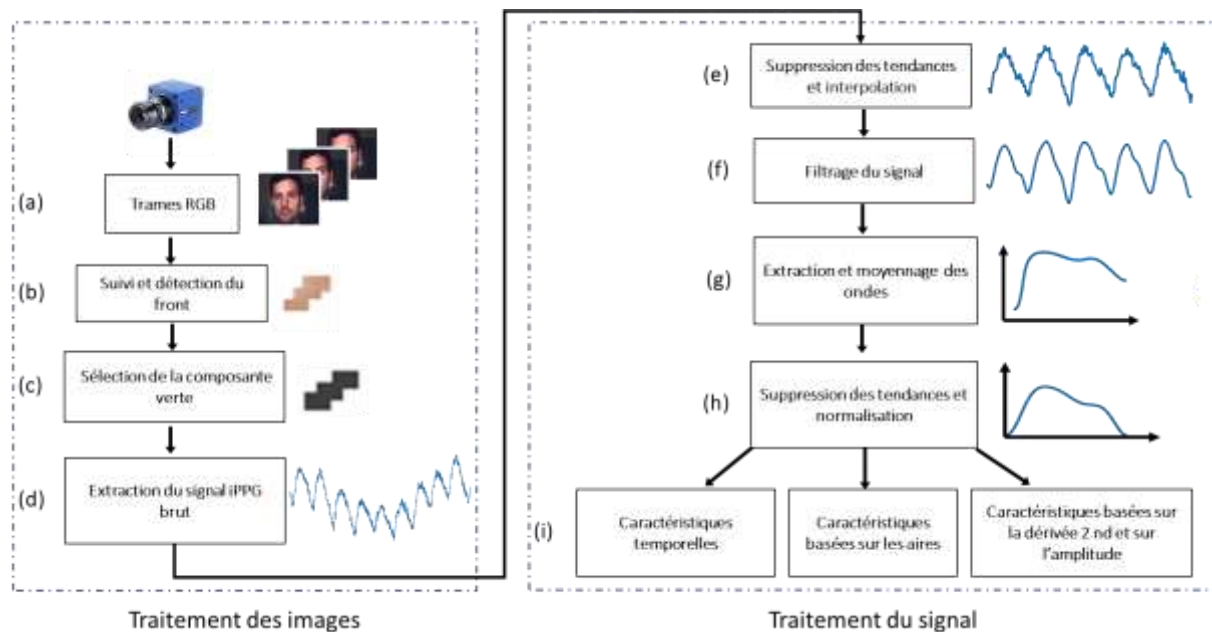 (a)
Trames RGB
(b)
Suivi et détection du
front
(c)
Sélection de la composante
verte
(d)
Extraction du signal iPPG
brut
Traitement des images
(e)
Suppression des tendances
et interpolation
(f)
Filtrage du signal
(g)
Extraction et moyennage des
ondes
(h)
Suppression des tendances et
normalisation
(i)
Caractéristiques
temporelles
Caractéristiques
basées sur les aires
Caractéristiques basées sur
la dérivée 2 nd et sur
l'amplitude
Traitement du signal